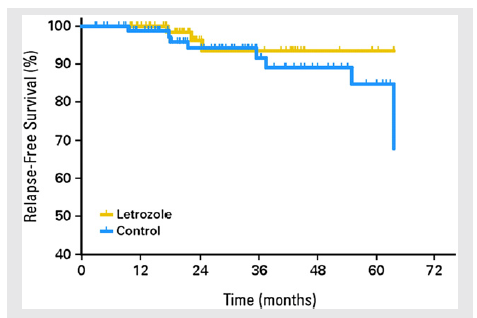 100
90
80
70
60
50
40
Relapse-Free Survival (%)
Letrozole
Control
0 12 24 36 48 60 72
Time (months)